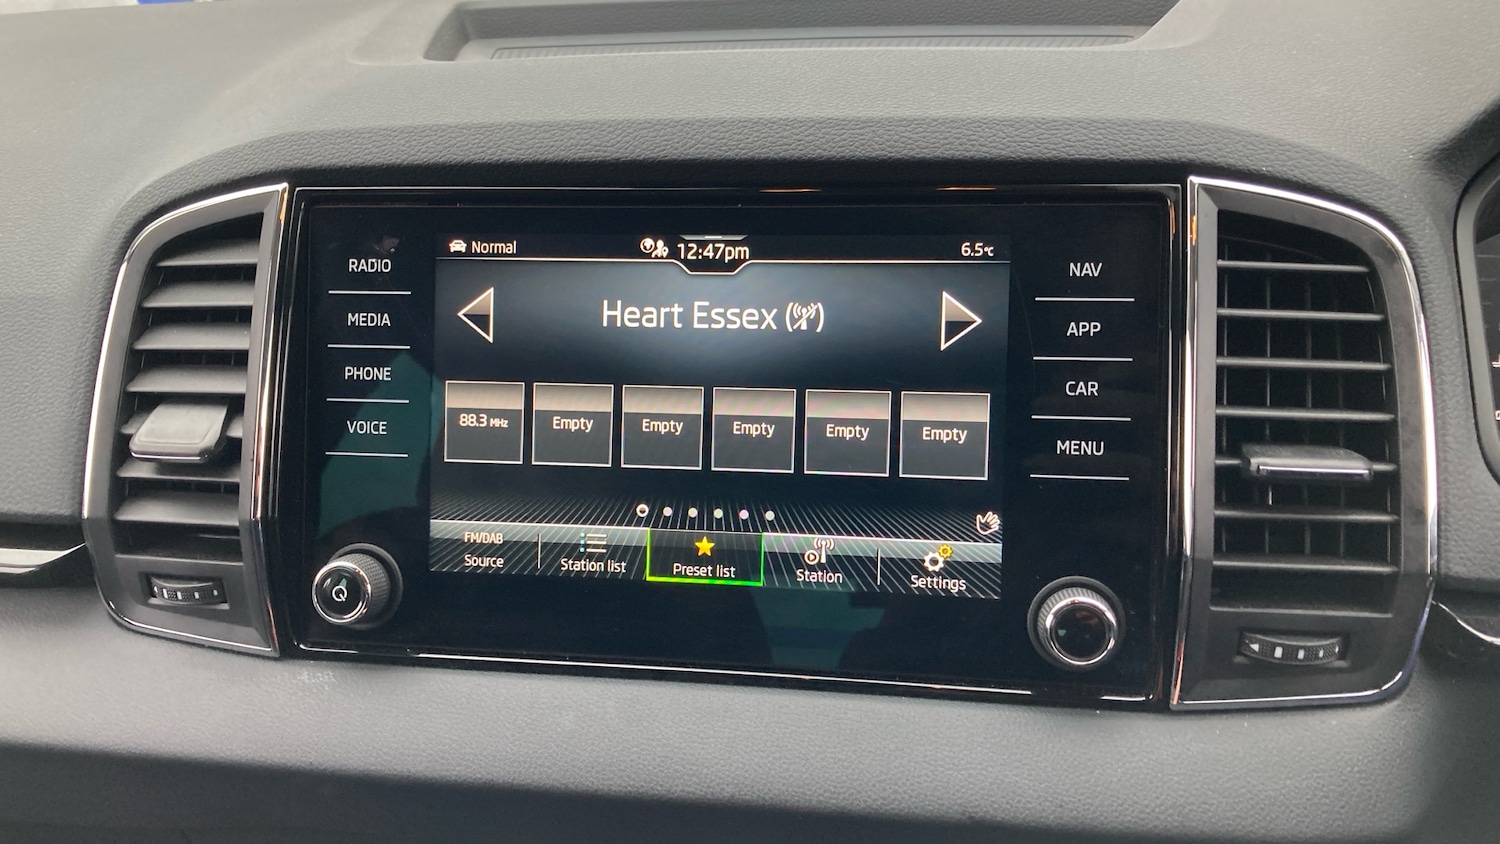 Normal
12:47pm
6.5°C
RADIO
MEDIA
PHONE
VOICE
Heart Essex
88.3 MHz
Empty
Empty
Empty
Empty
Empty
FM/DAB
Source
Station list
Preset list
Station
Settings
NAV
APP
CAR
MENU